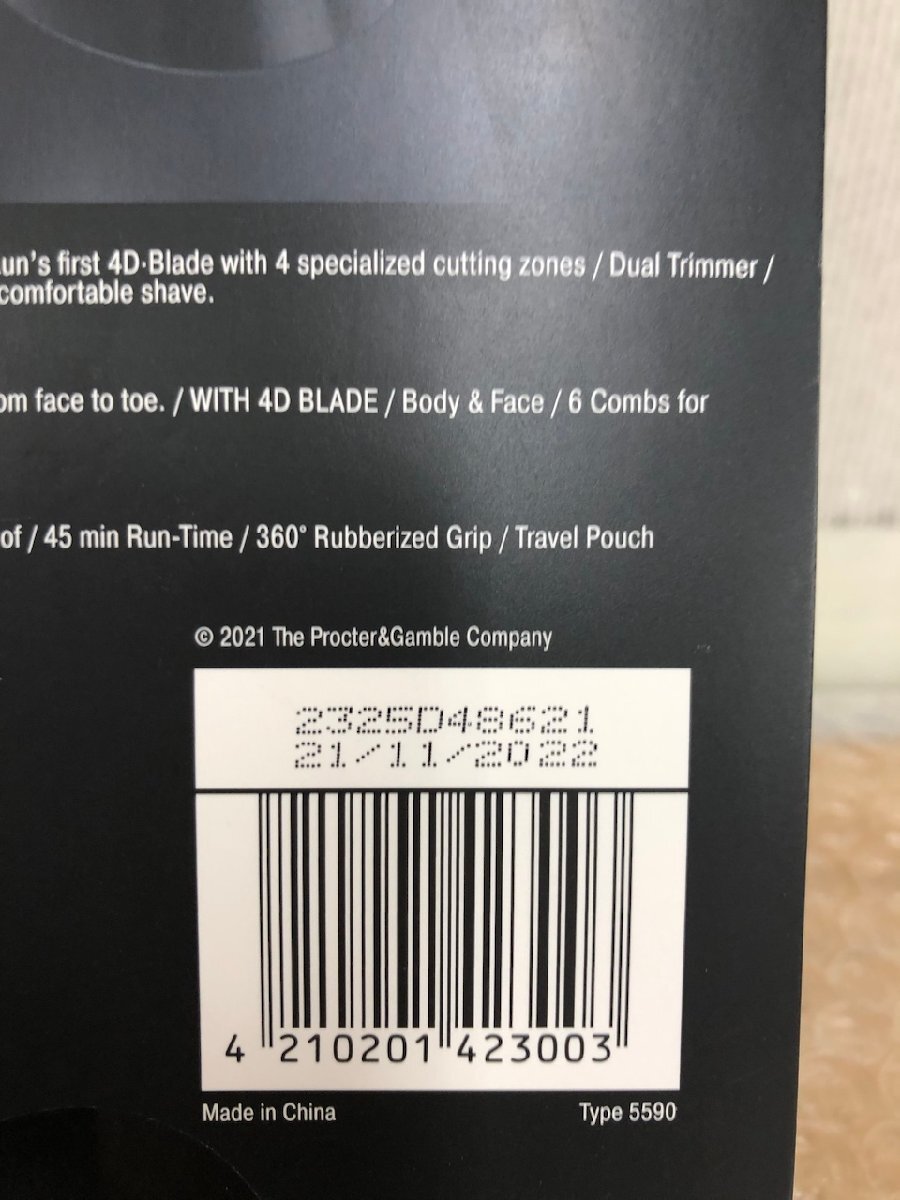 un's first 4D·Blade with 4 specialized cutting zones / Dual Trimmer /
comfortable shave.
om face to toe. / WITH 4D BLADE / Body & Face / 6 Combs for
of / 45 min Run-Time / 360° Rubberized Grip / Travel Pouch
© 2021 The Procter&Gamble Company
2325D48621
21/11/2022
4 210201 423003
Made in China
Type 5590